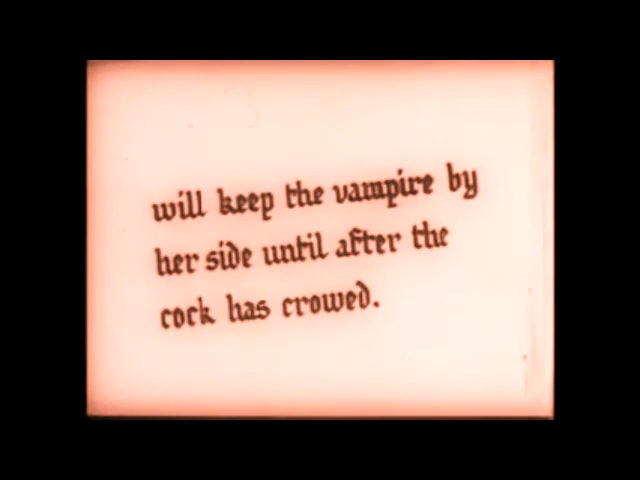 will keep the vampire by
her side until after the
cock has crowed.